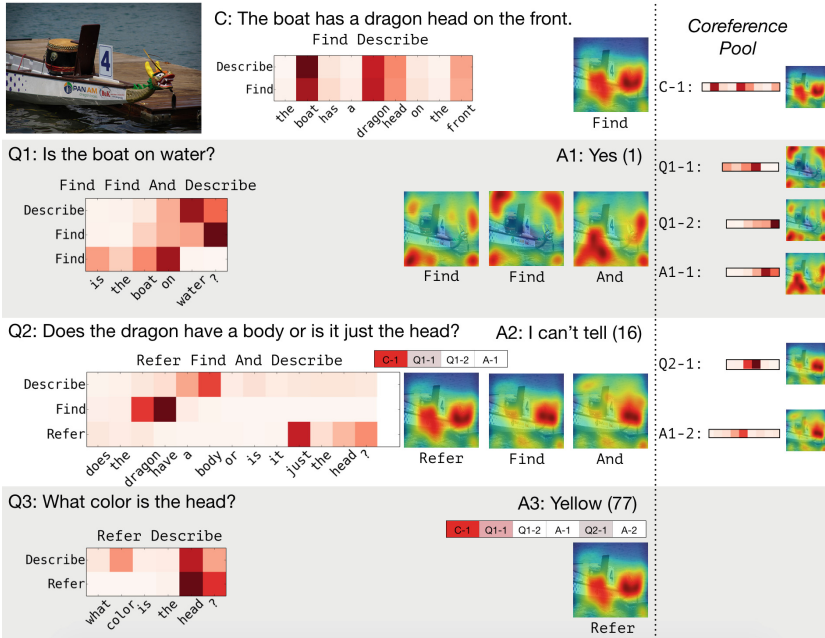 C: The boat has a dragon head on the front.
Find Describe
Describe
Find
the boat has a dragon head on the front
Find
4
PAN AM
Coreference
Pool
C-1:
Q1: Is the boat on water?
A1: Yes (1)
Find Find And Describe
Describe
Find
Find
is the boat on water ?
Find
Find
And
Q1-1:
Q1-2:
A1-1:
Q2: Does the dragon have a body or is it just the head?
A2: I can't tell (16)
Refer Find And Describe
C-1 Q1-1 Q1-2 A-1
Describe
Find
Refer
does the dragon have a body or is it just the head ?
Refer
Find
And
Q2-1:
A1-2:
Q3: What color is the head?
A3: Yellow (77)
Refer Describe
C-1 Q1-1 Q1-2 A-1 Q2-1 A-2
Describe
Refer
what color is the head ?
Refer